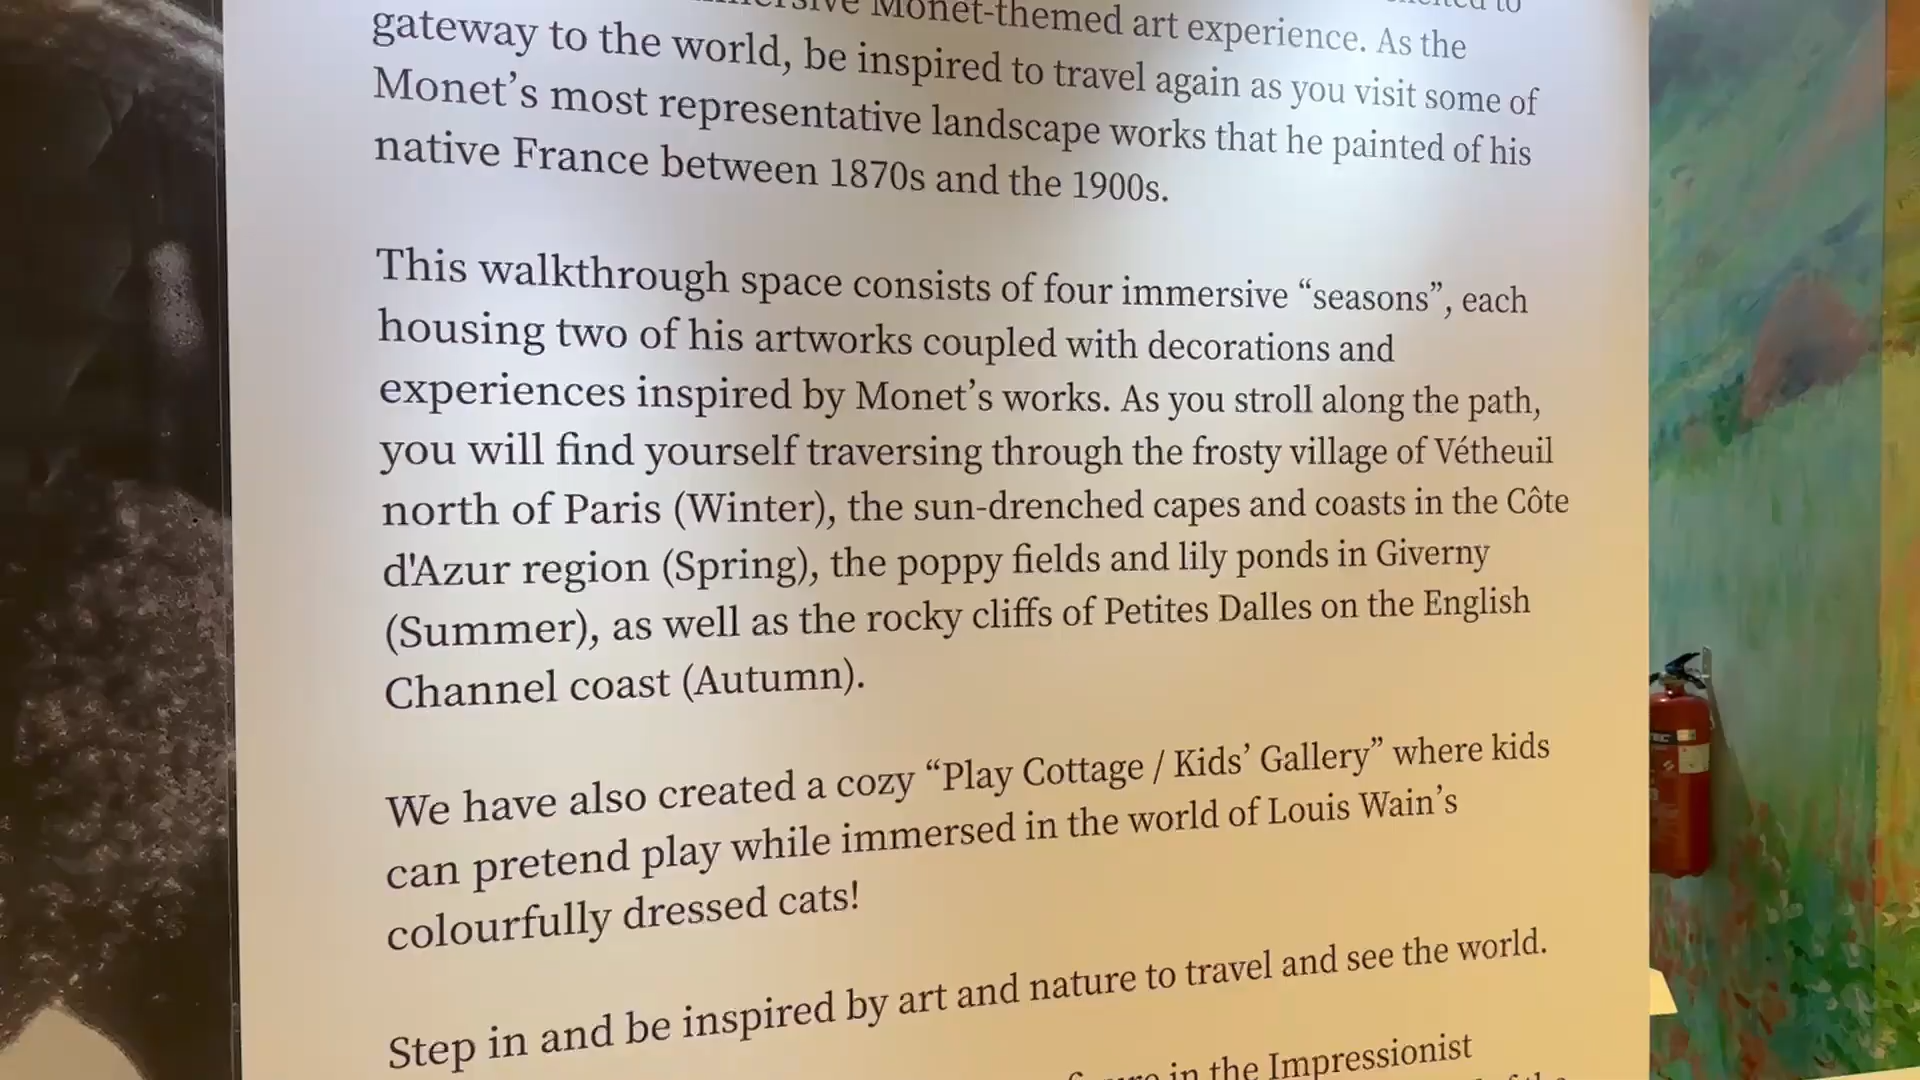 Monet-themed art experience. As the
gateway to the world, be inspired to travel again as you visit some of
Monet’s most representative landscape works that he painted of his
native France between 1870s and the 1900s.
This walkthrough space consists of four immersive “seasons”, each
housing two of his artworks coupled with decorations and
experiences inspired by Monet’s works. As you stroll along the path,
you will find yourself traversing through the frosty village of Vétheuil
north of Paris (Winter), the sun-drenched capes and coasts in the Côte
d'Azur region (Spring), the poppy fields and lily ponds in Giverny
(Summer), as well as the rocky cliffs of Petites Dalles on the English
Channel coast (Autumn).
We have also created a cozy “Play Cottage / Kids’ Gallery” where kids
can pretend play while immersed in the world of Louis Wain’s
colourfully dressed cats!
Step in and be inspired by art and nature to travel and see the world.
in the Impressionist